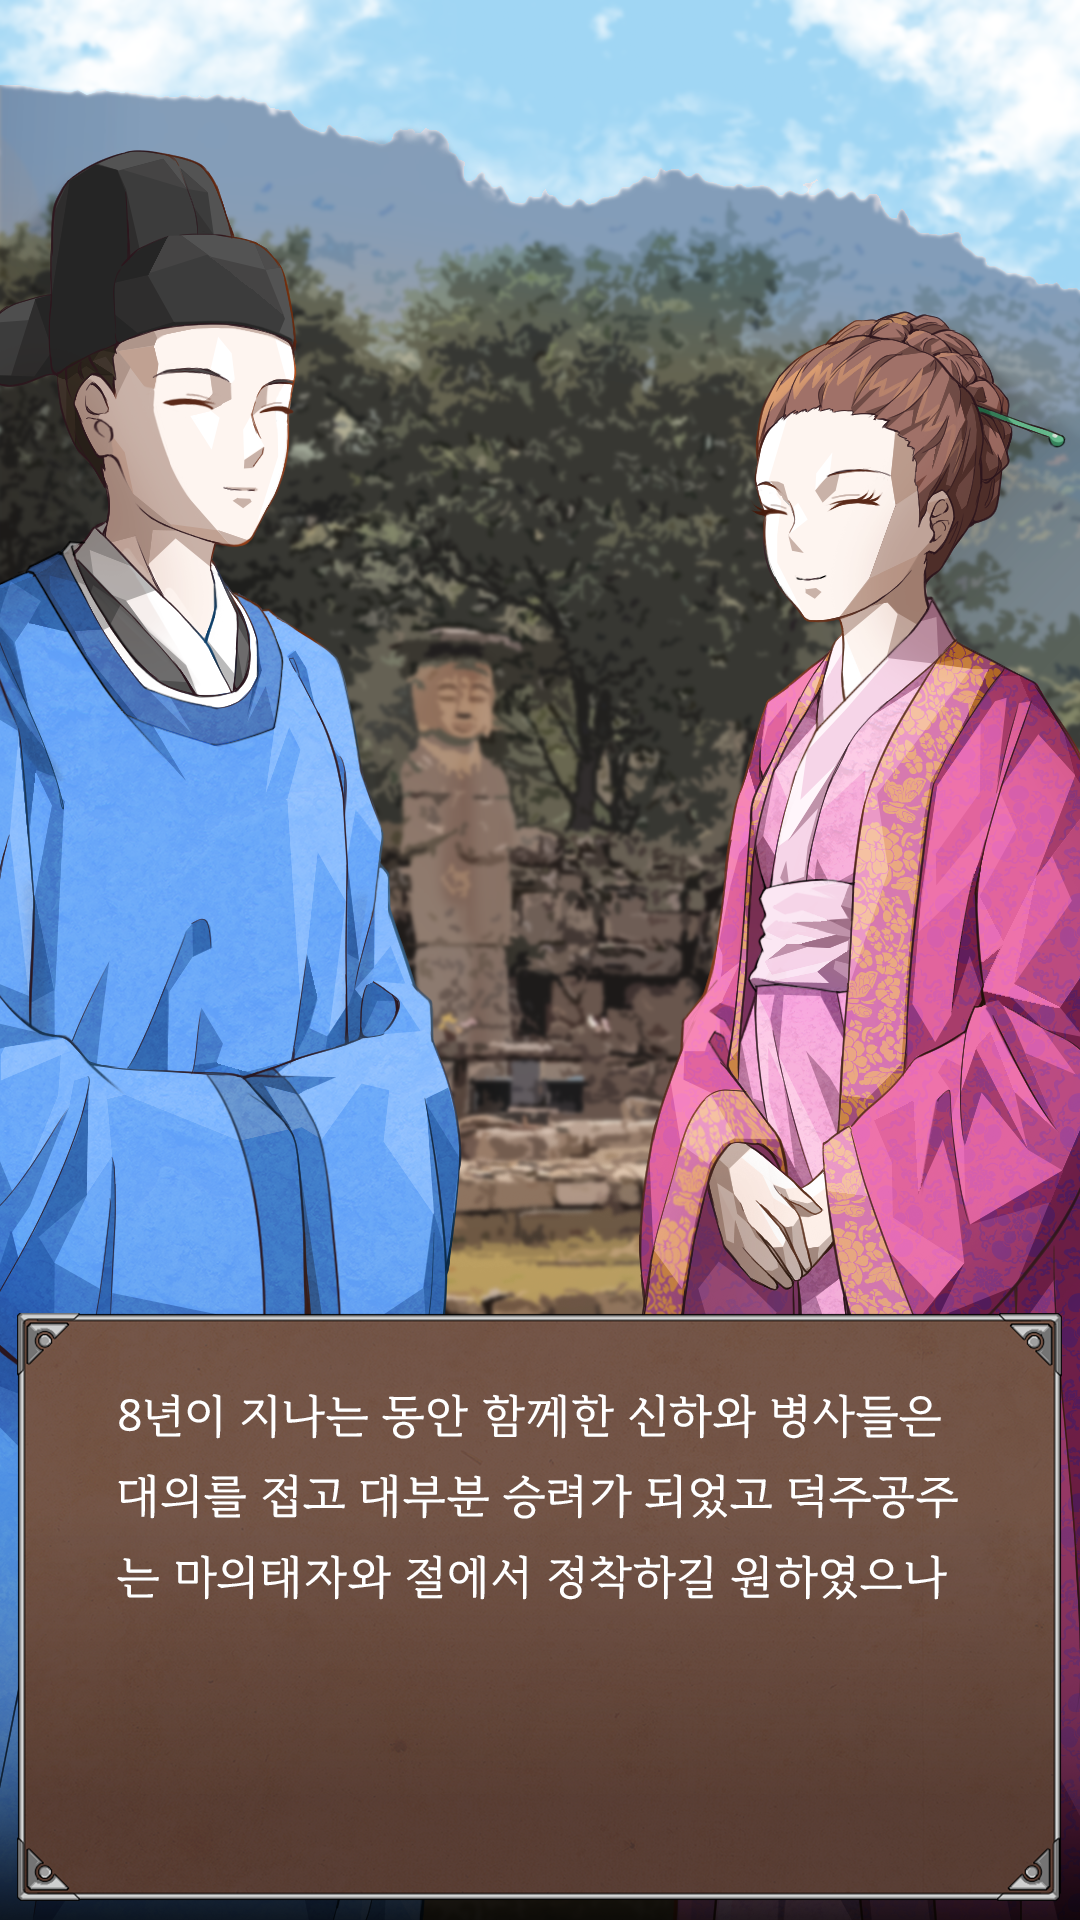 8년이 지나는 동안 함께한 신하와 병사들은
대의를 접고 대부분 승려가 되었고 덕주공주
는 마의태자와 절에서 정착하길 원하였으나